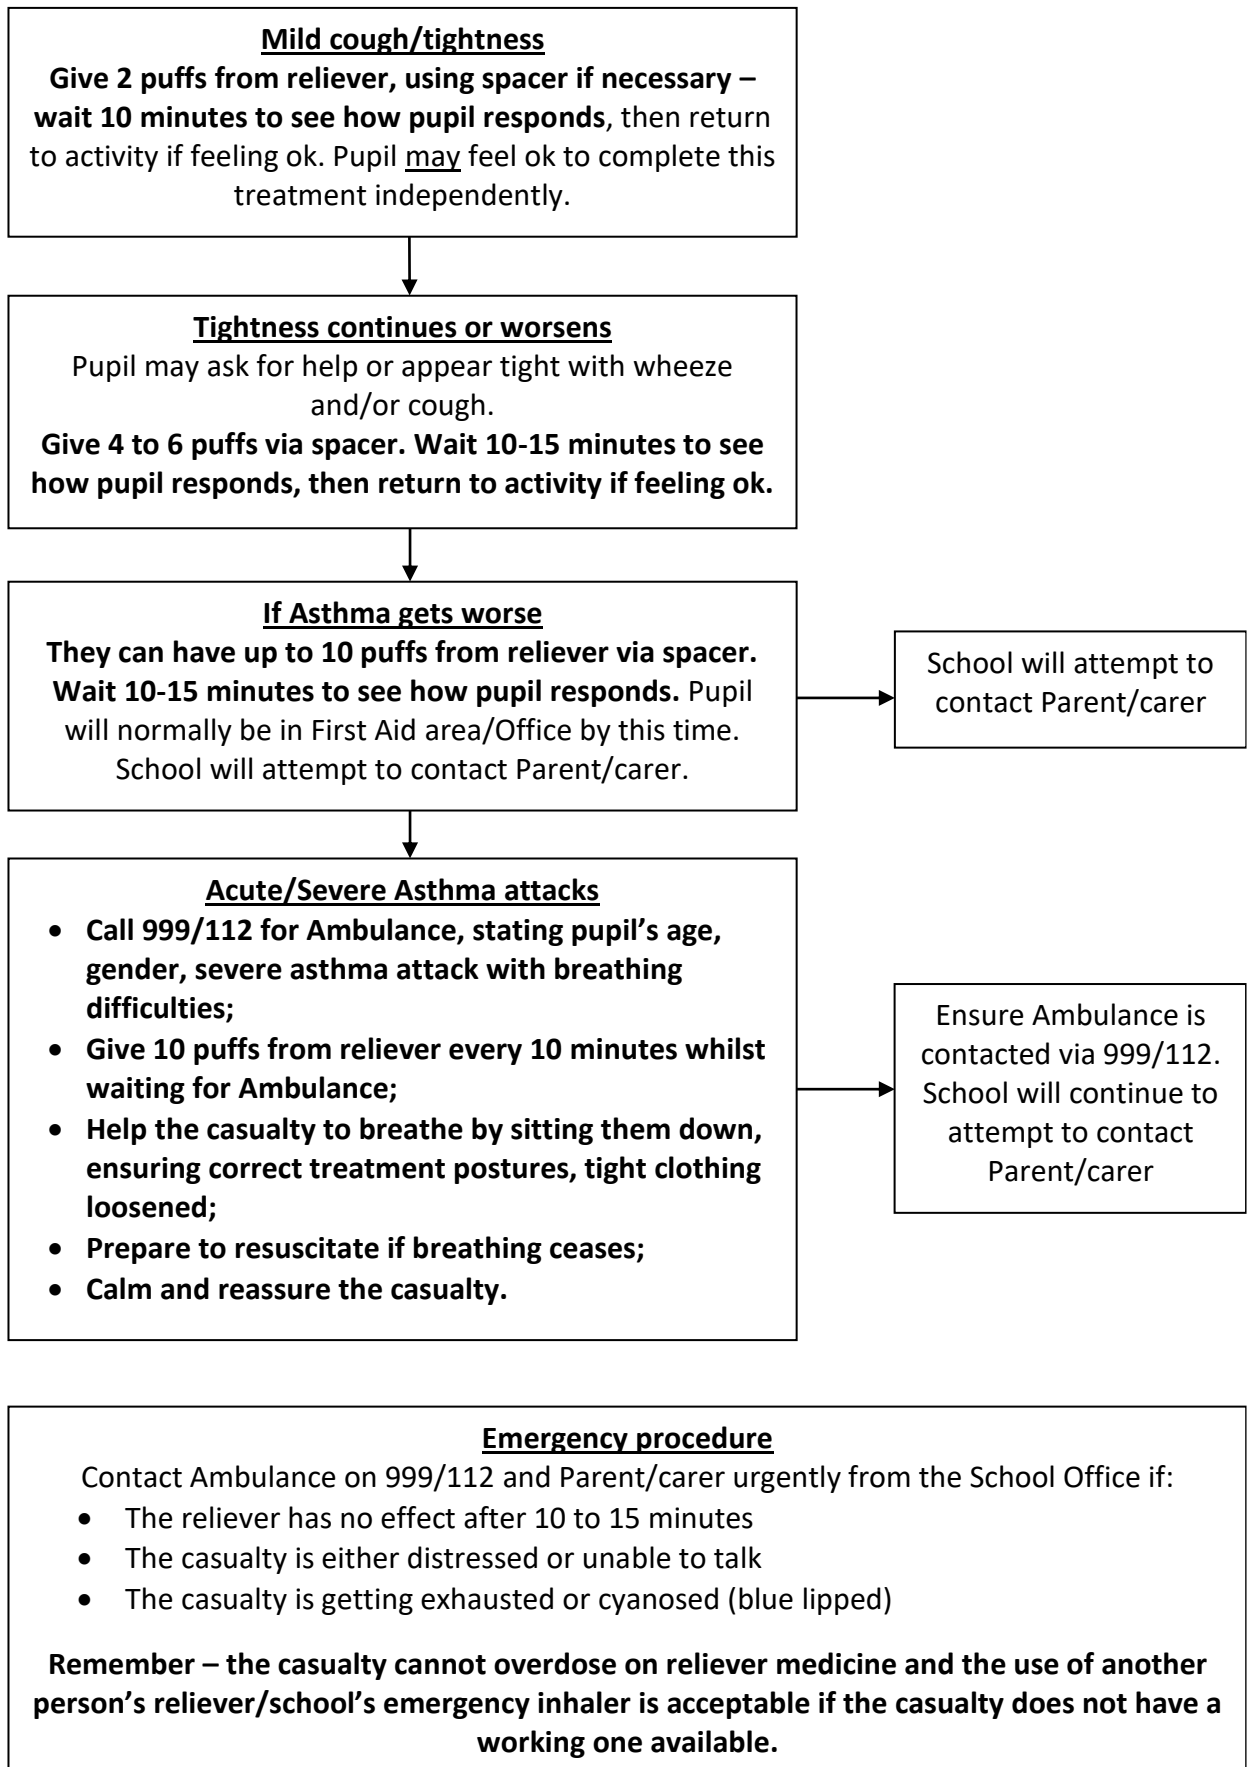 Mild cough/tightness
Give 2 puffs from reliever, using spacer if necessary –
wait 10 minutes to see how pupil responds, then return
to activity if feeling ok. Pupil may feel ok to complete this
treatment independently.
Tightness continues or worsens
Pupil may ask for help or appear tight with wheeze
and/or cough.
Give 4 to 6 puffs via spacer. Wait 10-15 minutes to see
how pupil responds, then return to activity if feeling ok.
If Asthma gets worse
They can have up to 10 puffs from reliever via spacer.
Wait 10-15 minutes to see how pupil responds. Pupil
will normally be in First Aid area/Office by this time.
School will attempt to contact Parent/carer.
School will attempt to
contact Parent/carer
Acute/Severe Asthma attacks
• Call 999/112 for Ambulance, stating pupil's age,
gender, severe asthma attack with breathing
difficulties;
• Give 10 puffs from reliever every 10 minutes whilst
waiting for Ambulance;
• Help the casualty to breathe by sitting them down,
ensuring correct treatment postures, tight clothing
loosened;
• Prepare to resuscitate if breathing ceases;
• Calm and reassure the casualty.
Ensure Ambulance is
contacted via 999/112.
School will continue to
attempt to contact
Parent/carer
Emergency procedure
Contact Ambulance on 999/112 and Parent/carer urgently from the School Office if:
• The reliever has no effect after 10 to 15 minutes
• The casualty is either distressed or unable to talk
• The casualty is getting exhausted or cyanosed (blue lipped)
Remember – the casualty cannot overdose on reliever medicine and the use of another
person's reliever/school's emergency inhaler is acceptable if the casualty does not have a
working one available.